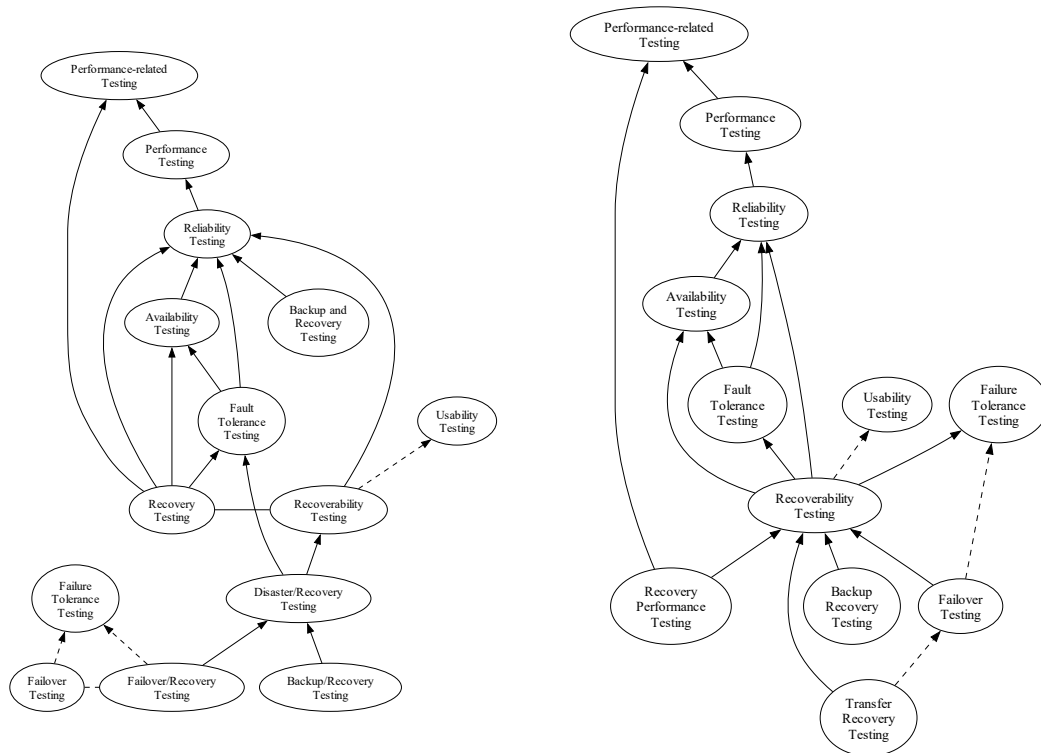 Performance-related
Testing
Performance
Testing
Reliability
Testing
Availability
Testing
Backup and
Recovery
Testing
Fault
Tolerance
Testing
Usability
Testing
Recovery
Testing
Recoverability
Testing
Failure
Tolerance
Testing
Disaster/Recovery
Testing
Failover
Testing
Failover/Recovery
Testing
Backup/Recovery
Testing
Performance-related
Testing
Performance
Testing
Reliability
Testing
Availability
Testing
Fault
Tolerance
Testing
Usability
Testing
Failure
Tolerance
Testing
Recoverability
Testing
Recovery
Performance
Testing
Backup
Recovery
Testing
Failover
Testing
Transfer
Recovery
Testing